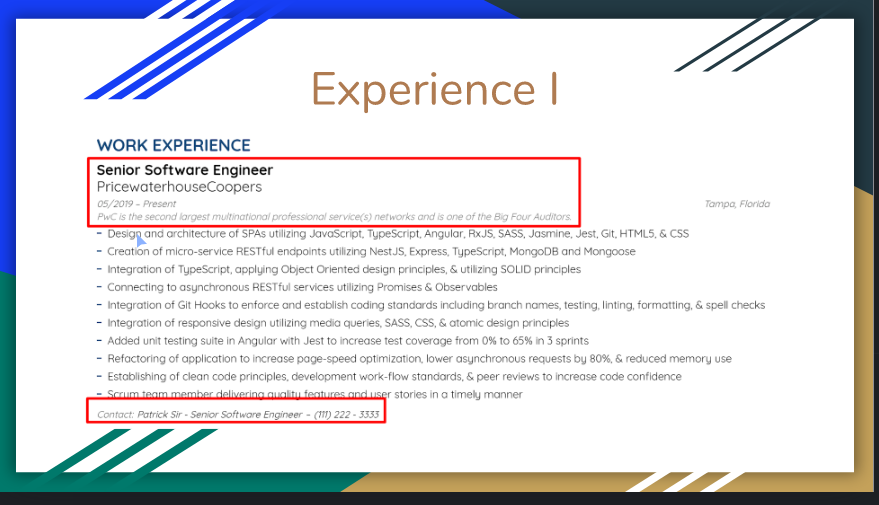 Experience I
WORK EXPERIENCE
Senior Software Engineer
PricewaterhouseCoopers
05/2019 – Present Tampa, Florida
PwC is the second largest multinational professional service(s) networks and is one of the Big Four Auditors.
– Design and architecture of SPAs utilizing JavaScript, TypeScript, Angular, RxJS, SASS, Jasmine, Jest, Git, HTML5, & CSS
– Creation of micro-service RESTful endpoints utilizing NestJS, Express, TypeScript, MongoDB and Mongoose
– Integration of TypeScript, applying Object Oriented design principles, & utilizing SOLID principles
– Connecting to asynchronous RESTful services utilizing Promises & Observables
– Integration of Git Hooks to enforce and establish coding standards including branch names, testing, linting, formatting, & spell checks
– Integration of responsive design utilizing media queries, SASS, CSS, & atomic design principles
– Added unit testing suite in Angular with Jest to increase test coverage from 0% to 65% in 3 sprints
– Refactoring of application to increase page-speed optimization, lower asynchronous requests by 80%, & reduced memory use
– Establishing of clean code principles, development work-flow standards, & peer reviews to increase code confidence
– Scrum team member delivering quality features and user stories in a timely manner
Contact: Patrick Sir - Senior Software Engineer – (111) 222 - 3333